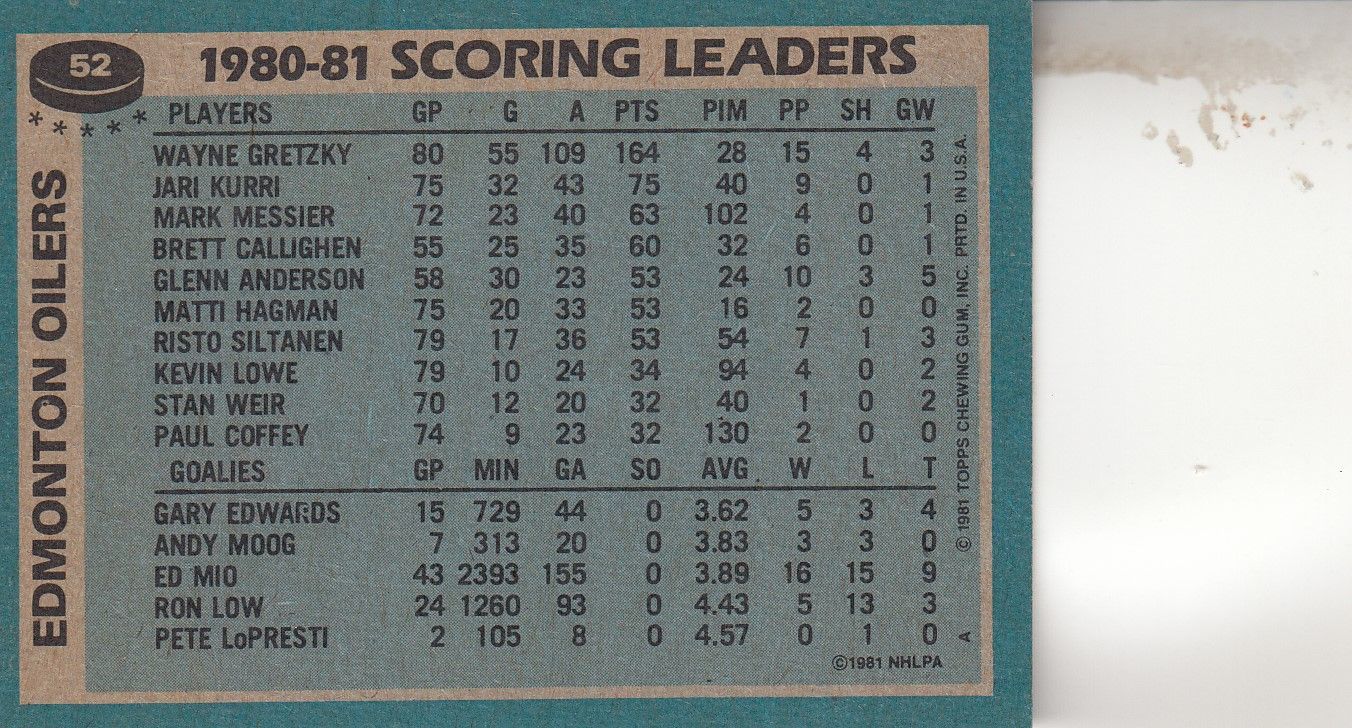 52
1980-81 SCORING LEADERS
* * * * *
EDMONTON OILERS
PLAYERS GP G A PTS PIM PP SH GW
WAYNE GRETZKY 80 55 109 164 28 15 4 3
JARI KURRI 75 32 43 75 40 9 0 1
MARK MESSIER 72 23 40 63 102 4 0 1
BRETT CALLIGHEN 55 25 35 60 32 6 0 1
GLENN ANDERSON 58 30 23 53 24 10 3 5
MATTI HAGMAN 75 20 33 53 16 2 0 0
RISTO SILTANEN 79 17 36 53 54 7 1 3
KEVIN LOWE 79 10 24 34 94 4 0 2
STAN WEIR 70 12 20 32 40 1 0 2
PAUL COFFEY 74 9 23 32 130 2 0 0
GOALIES GP MIN GA SO AVG W L T
GARY EDWARDS 15 729 44 0 3.62 5 3 4
ANDY MOOG 7 313 20 0 3.83 3 3 0
ED MIO 43 2393 155 0 3.89 16 15 9
RON LOW 24 1260 93 0 4.43 5 13 3
PETE LoPRESTI 2 105 8 0 4.57 0 1 0
©1981 NHLPA
A
©1981 TOPPS CHEWING GUM, INC. PRTD. IN U.S.A.